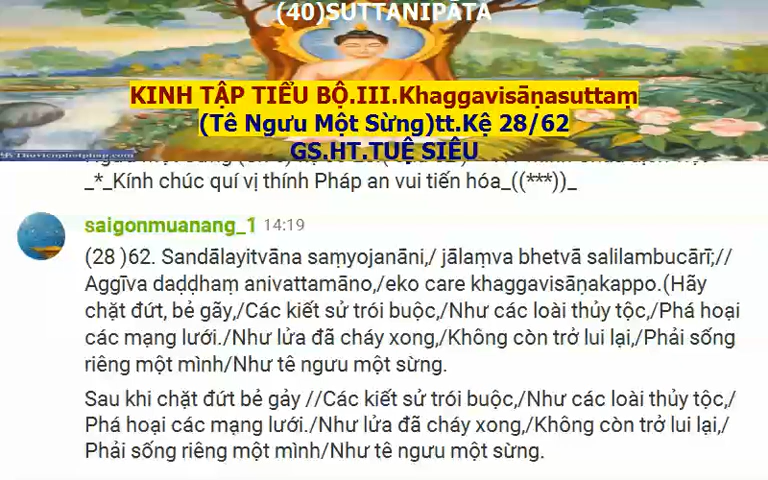 (40)SUTTANIPĀTA
KINH TẬP TIỂU BỘ.III.Khaggavisāṇasuttaṃ
(Tê Ngưu Một Sừng)tt.Kệ 28/62
GS.HT.TUỆ SIÊU
_*_Kính chúc quí vị thính Pháp an vui tiến hóa_((***))_
saigonmuanang_1 14:19
(28 )62. Sandālayitvāna saṃyojanāni,/ jālaṃva bhetvā salilambucārī;//
Aggīva daḍḍhaṃ anivattamāno,/eko care khaggavisāṇakappo.(Hãy
chặt đứt, bẻ gãy,/Các kiết sử trói buộc,/Như các loài thủy tộc,/Phá hoại
các mạng lưới./Như lửa đã cháy xong,/Không còn trở lui lại,/Phải sống
riêng một mình/Như tê ngưu một sừng.
Sau khi chặt đứt bẻ gảy //Các kiết sử trói buộc,/Như các loài thủy tộc,/
Phá hoại các mạng lưới./Như lửa đã cháy xong,/Không còn trở lui lại,/
Phải sống riêng một mình/Như tê ngưu một sừng.